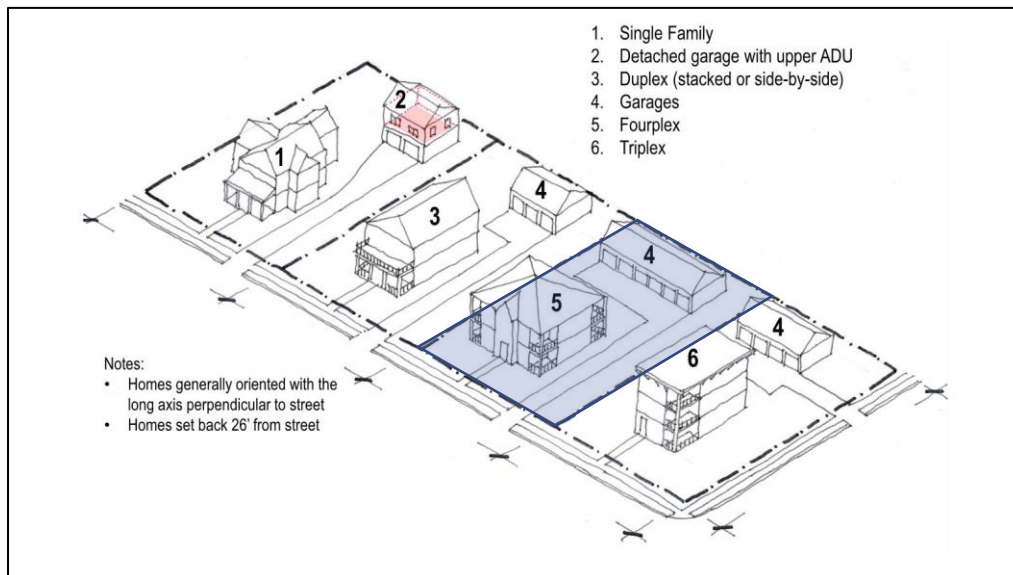 1. Single Family
2. Detached garage with upper ADU
3. Duplex (stacked or side-by-side)
4. Garages
5. Fourplex
6. Triplex
2
1
4
3
4
5
4
6
Notes:
• Homes generally oriented with the
long axis perpendicular to street
• Homes set back 26’ from street